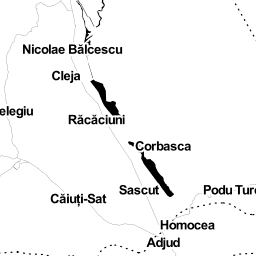 Nicolae Bălcescu
Cleja
elegiu
Răcăciuni
Corbasca
Sascut
Podu Turc
Căiuți-Sat
Homocea
Adjud